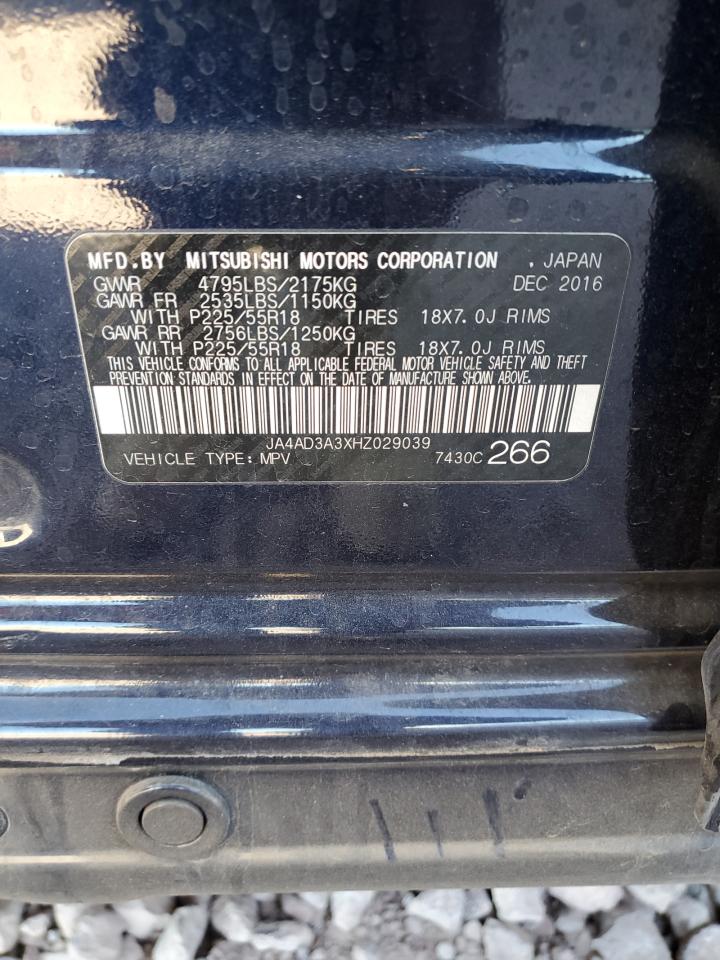 MFD.BY MITSUBISHI MOTORS CORPORATION . JAPAN
GVWR 4795LBS/2175KG DEC 2016
GAWR FR 2535LBS/1150KG
WITH P225/55R18 TIRES 18X7.0J RIMS
GAWR RR 2756LBS/1250KG
WITH P225/55R18 TIRES 18X7.0J RIMS
THIS VEHICLE CONFORMS TO ALL APPLICABLE FEDERAL MOTOR VEHICLE SAFETY AND THEFT
PREVENTION STANDARDS IN EFFECT ON THE DATE OF MANUFACTURE SHOWN ABOVE.
JA4AD3A3XHZ029039
VEHICLE TYPE: MPV 7430C 266